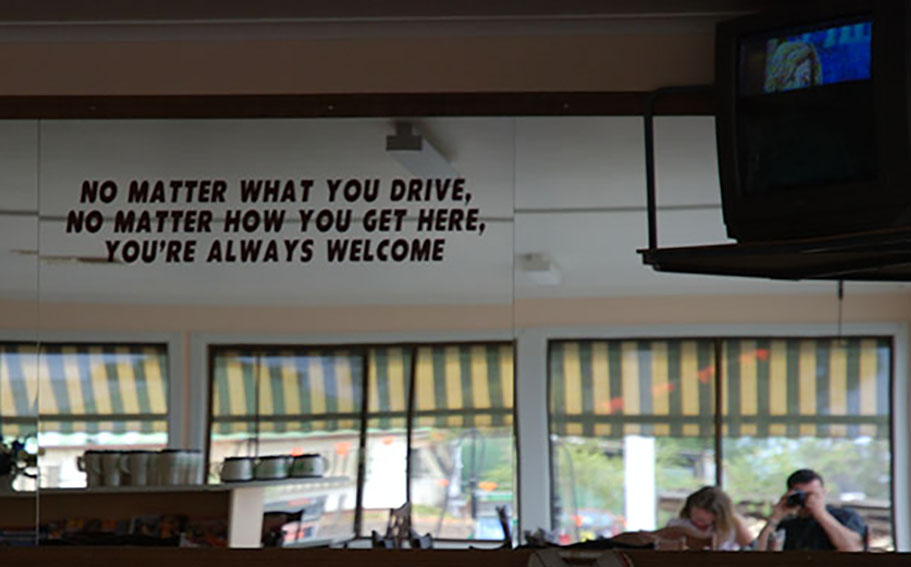 NO MATTER WHAT YOU DRIVE,
NO MATTER HOW YOU GET HERE,
YOU'RE ALWAYS WELCOME